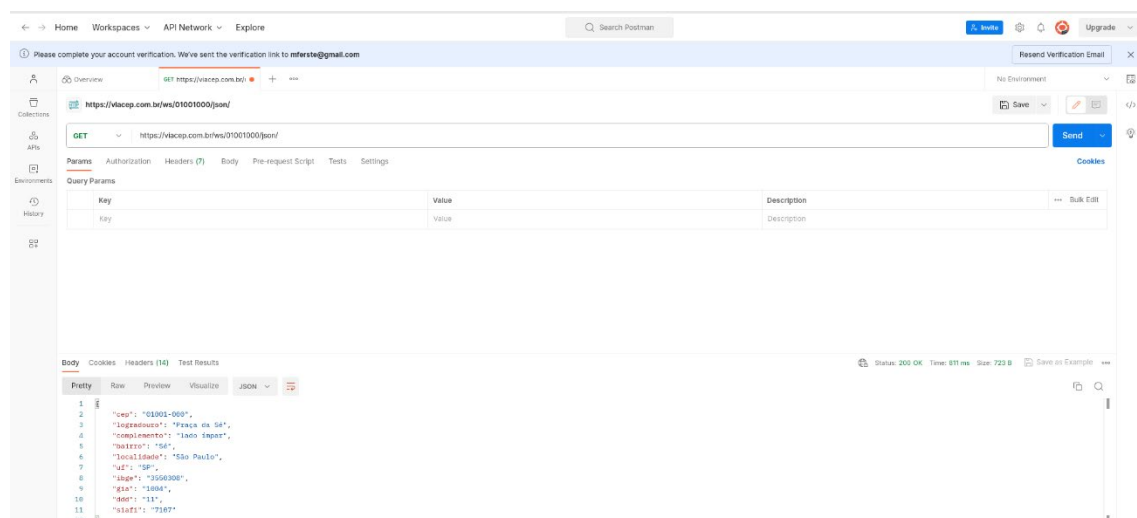 Home Workspaces API Network Explore Search Postman Invite Upgrade
Please complete your account verification. We've sent the verification link to mferste@gmail.com Resend Verification Email
Overview GET https://viacep.com.br/ No Environment
https://viacep.com.br/ws/01001000/json/ Save
Collections
GET https://viacep.com.br/ws/01001000/json/ Send
APIs
Params Authorization Headers (7) Body Pre-request Script Tests Settings Cookies
Environments Query Params
Key Value Description Bulk Edit
History Key Value Description
Body Cookies Headers (14) Test Results Status: 200 OK Time: 611 ms Size: 723 B Save as Example
Pretty Raw Preview Visualize JSON
1 {
2 "cep": "01001-000",
3 "logradouro": "Praça da Sé",
4 "complemento": "lado ímpar",
5 "bairro": "Sé",
6 "localidade": "São Paulo",
7 "uf": "SP",
8 "ibge": "3550308",
9 "gia": "1004",
10 "ddd": "11",
11 "siafi": "7107"